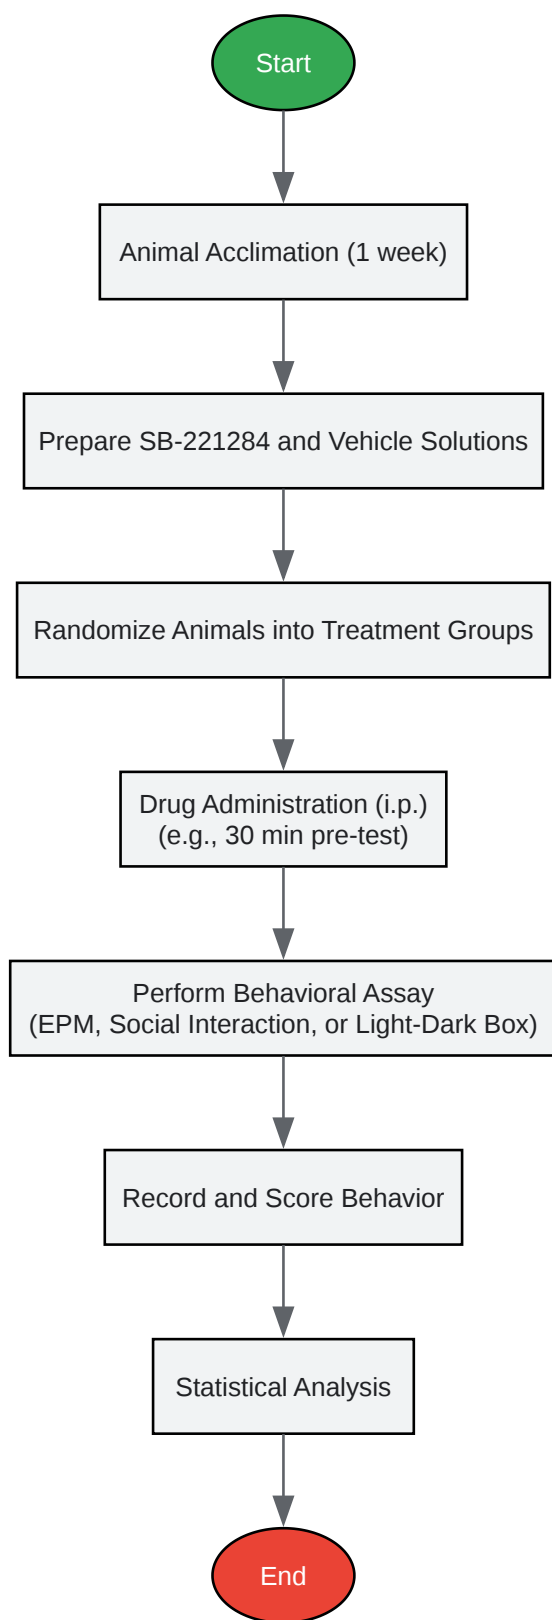 Start
Animal Acclimation (1 week)
Prepare SB-221284 and Vehicle Solutions
Randomize Animals into Treatment Groups
Drug Administration (i.p.)
(e.g., 30 min pre-test)
Perform Behavioral Assay
(EPM, Social Interaction, or Light-Dark Box)
Record and Score Behavior
Statistical Analysis
End